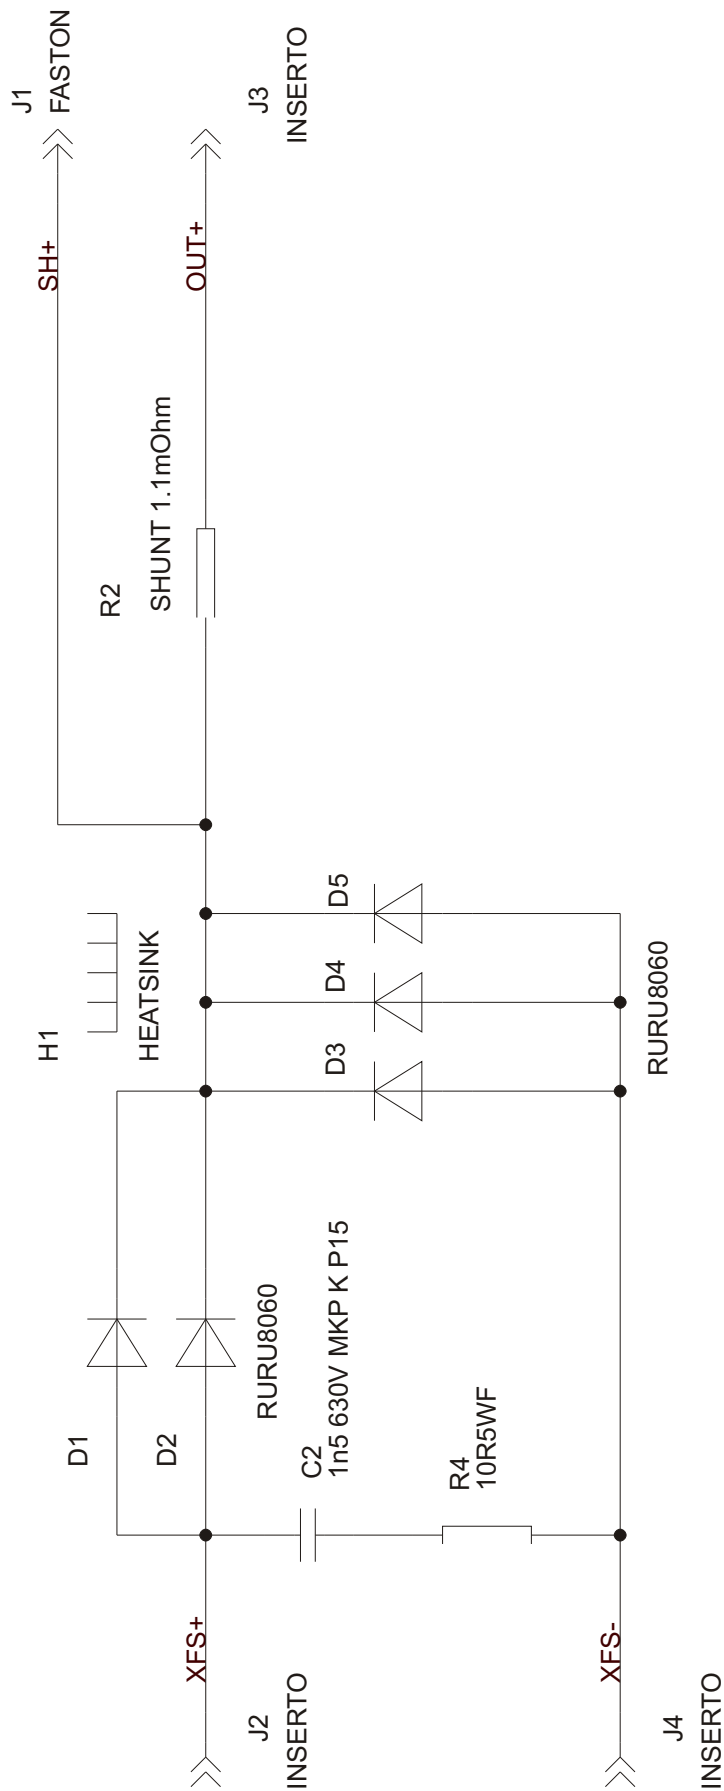 J1
FASTON
J3
INSERTO
SH+
OUT+
R2
SHUNT 1.1mOhm
H1
HEATSINK
D5
D4
D3
RURU8060
D1
D2
RURU8060
C2
1n5 630V MKP K P15
R4
10R5WF
XFS+
XFS-
J2
INSERTO
J4
INSERTO